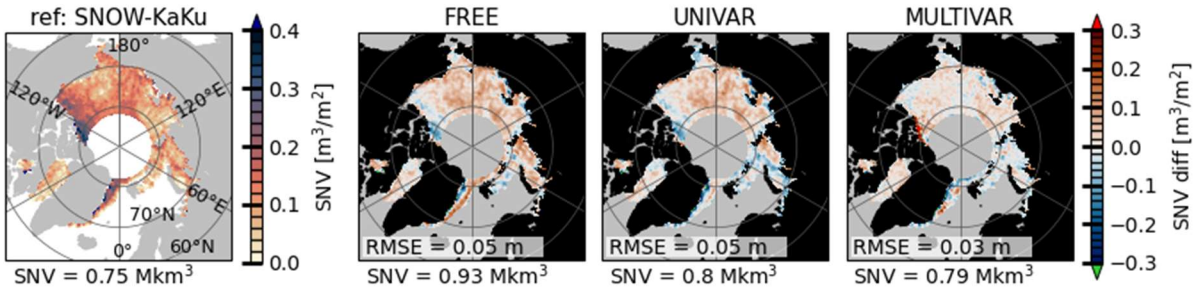 ref: SNOW-KaKu
FREE
UNIVAR
MULTIVAR
180°
120°W
120°E
60°E
70°N
0°
60°N
0.4
0.3
0.2
0.1
0.0
SNV [m³/m²]
RMSE = 0.05 m
RMSE = 0.05 m
RMSE = 0.03 m
0.3
0.2
0.1
0.0
−0.1
−0.2
−0.3
SNV diff [m³/m²]
SNV = 0.75 Mkm³
SNV = 0.93 Mkm³
SNV = 0.8 Mkm³
SNV = 0.79 Mkm³